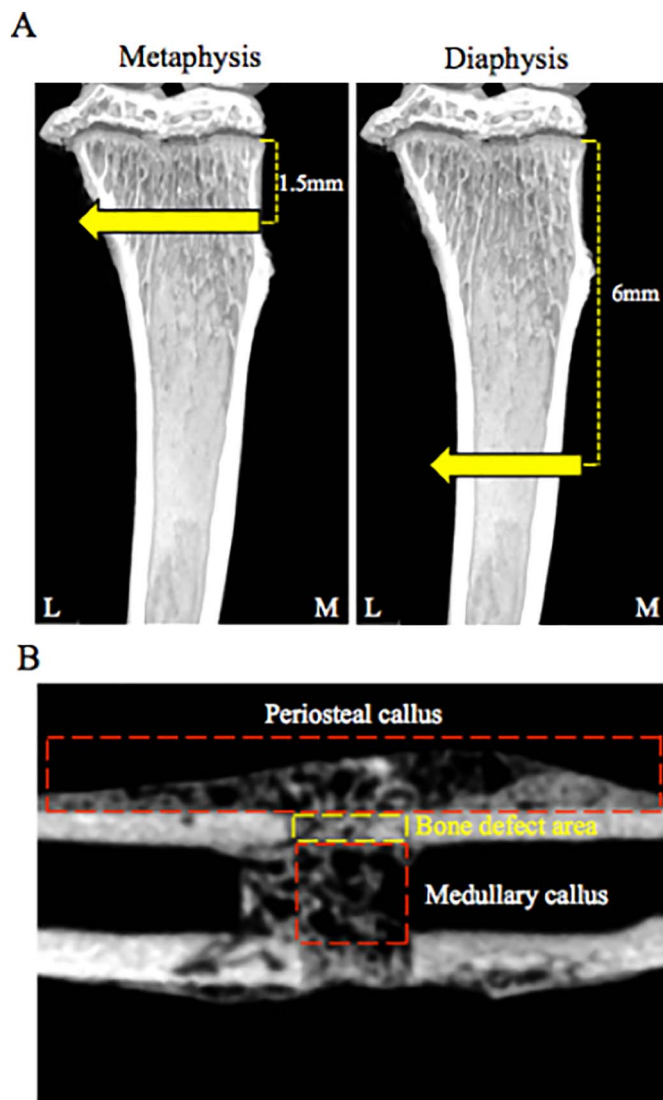 A
Metaphysis
Diaphysis
1.5mm
6mm
L
M
L
M
B
Periosteal callus
Bone defect area
Medullary callus